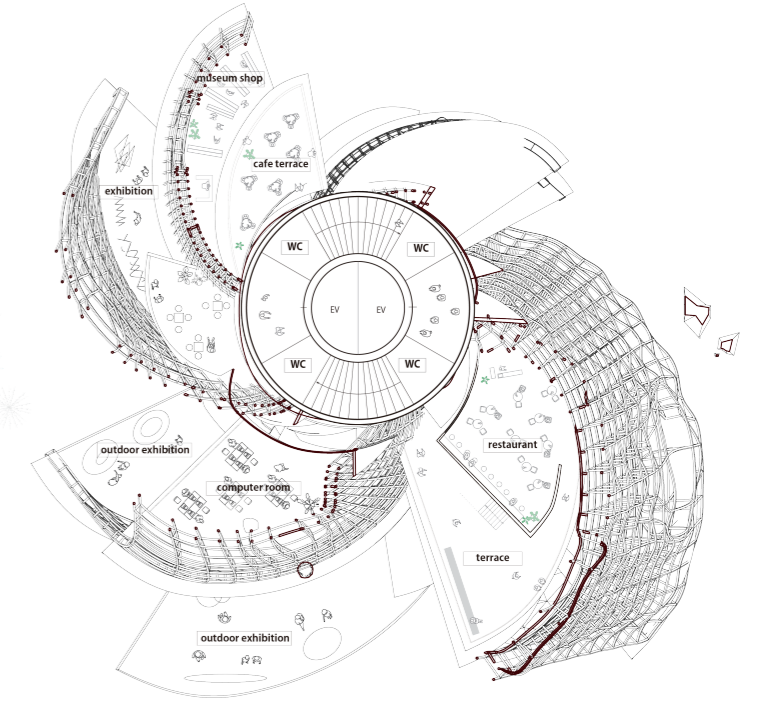 museum shop
cafe terrace
exhibition
WC
WC
EV
EV
WC
WC
restaurant
outdoor exhibition
computer room
terrace
outdoor exhibition